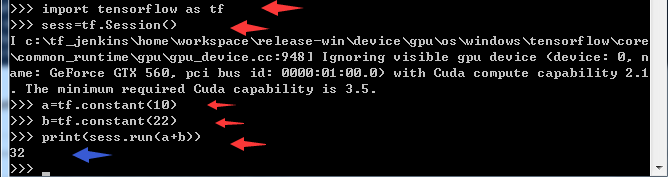 >>> import tensorflow as tf
>>> sess=tf.Session()
I c:\tf_jenkins\home\workspace\release-win\device\gpu\os\windows\tensorflow\core
\common_runtime\gpu\gpu_device.cc:948] Ignoring visible gpu device (device: 0, n
ame: GeForce GTX 560, pci bus id: 0000:01:00.0) with Cuda compute capability 2.1
. The minimum required Cuda capability is 3.5.
>>> a=tf.constant(10)
>>> b=tf.constant(22)
>>> print(sess.run(a+b))
32
>>>